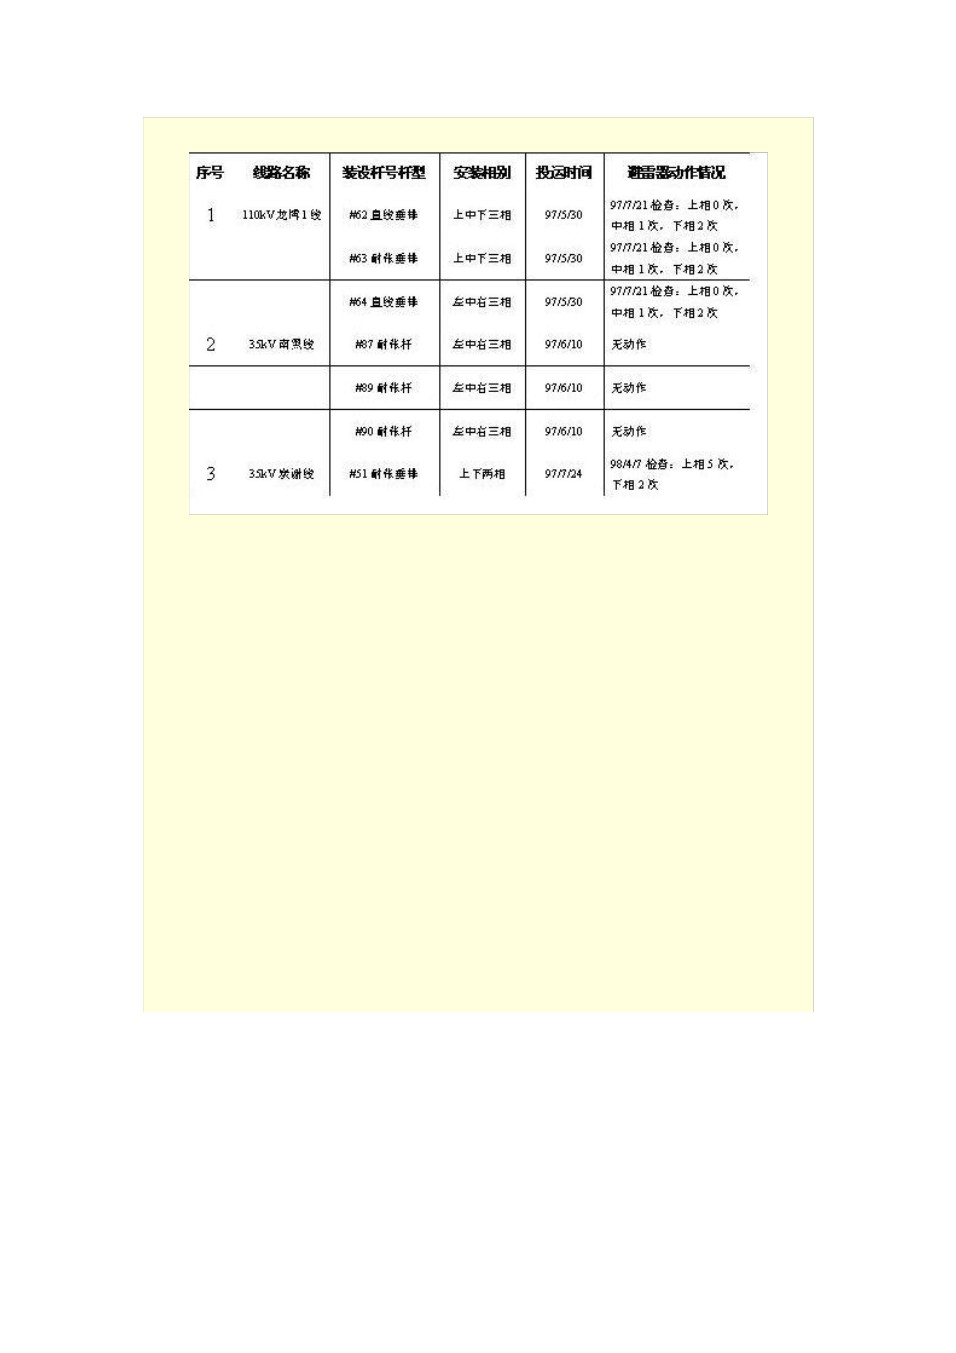 序号 线路名称 装设杆号杆型 安装相别 投运时间 避雷器动作情况
1 110kV龙湾1线 #62直线垂锋 上中下三相 97/5/30 97/7/21检查：上相0次，
中相1次，下相2次
#63耐张垂锋 上中下三相 97/5/30 97/7/21检查：上相0次，
中相1次，下相2次
#64直线垂锋 左中右三相 97/5/30 97/7/21检查：上相0次，
中相1次，下相2次
2 35kV南黑线 #87耐张杆 左中右三相 97/6/10 无动作
#89耐张杆 左中右三相 97/6/10 无动作
#90耐张杆 左中右三相 97/6/10 无动作
3 35kV炭谢线 #51耐张垂锋 上下两相 97/7/24 98/4/7检查：上相5次，
下相2次